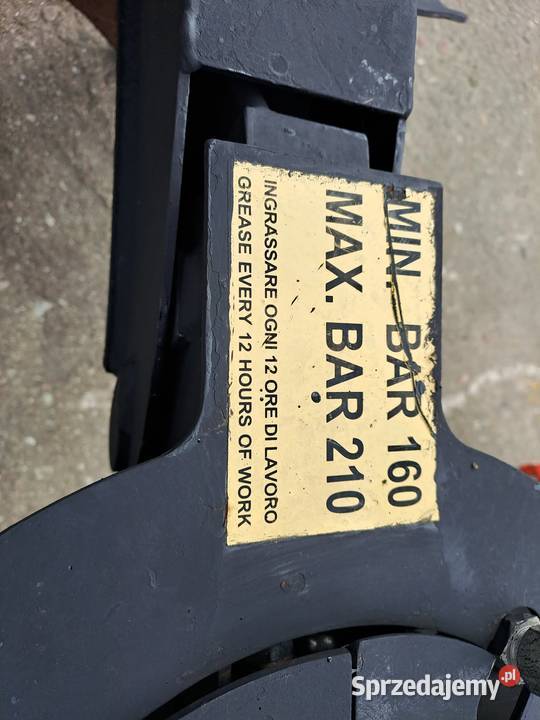 MIN. BAR 160
MAX. BAR 210
INGRASSARE OGNI 12 ORE DI LAVORO
GREASE EVERY 12 HOURS OF WORK
Sprzedajemy.pl